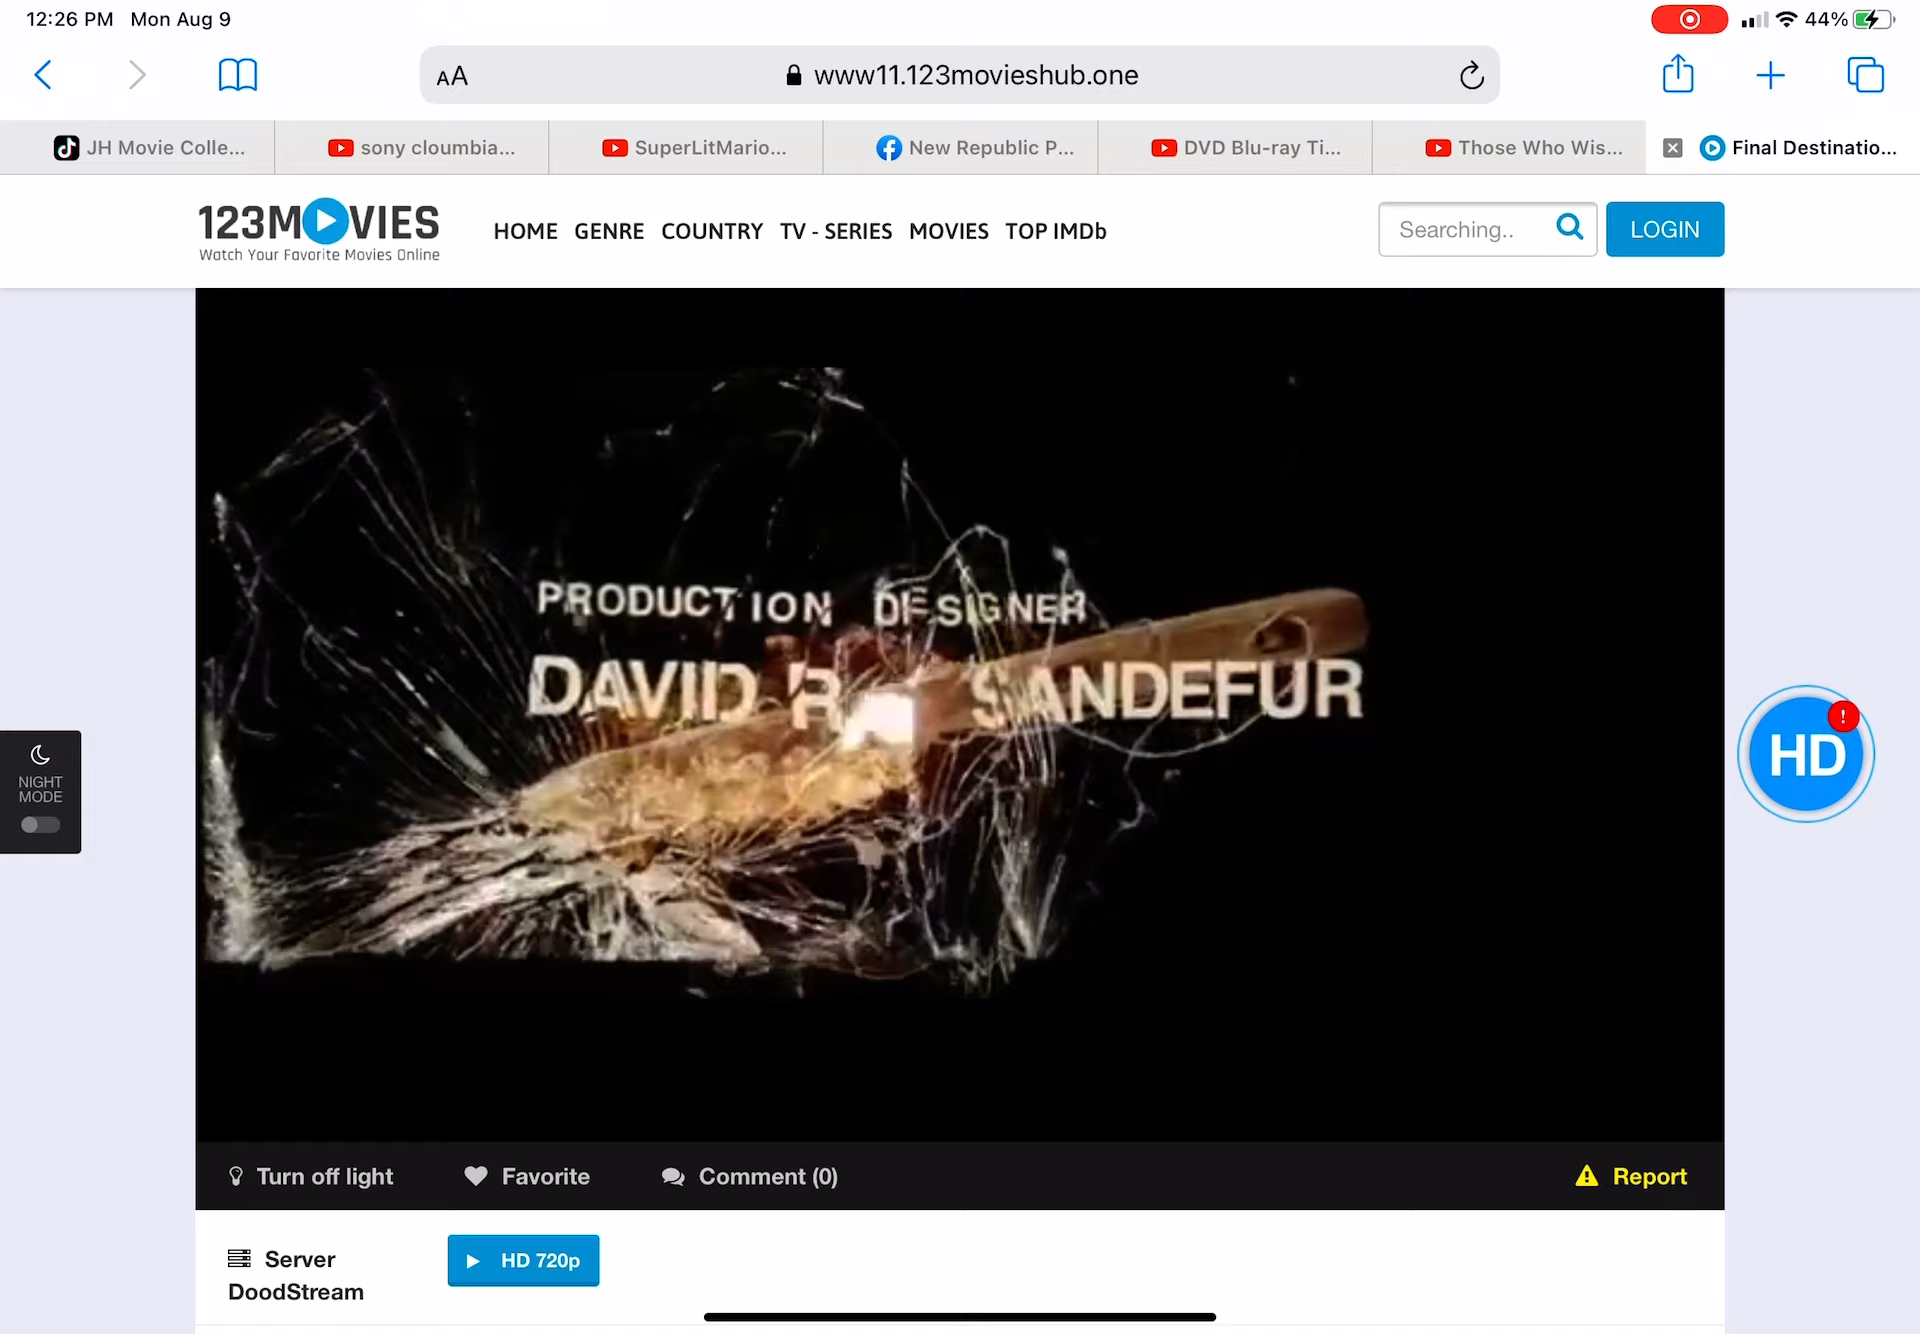 12:26 PM Mon Aug 9
44%
AA
www11.123movieshub.one
JH Movie Colle...
sony cloumbia...
SuperLitMario...
New Republic P...
DVD Blu-ray Ti...
Those Who Wis...
Final Destinatio...
123MOVIES
Watch Your Favorite Movies Online
HOME GENRE COUNTRY TV - SERIES MOVIES TOP IMDb
Searching..
LOGIN
PRODUCTION DESIGNER
DAVID R. SANDEFUR
NIGHT
MODE
HD
!
Turn off light
Favorite
Comment (0)
Report
Server
DoodStream
HD 720p